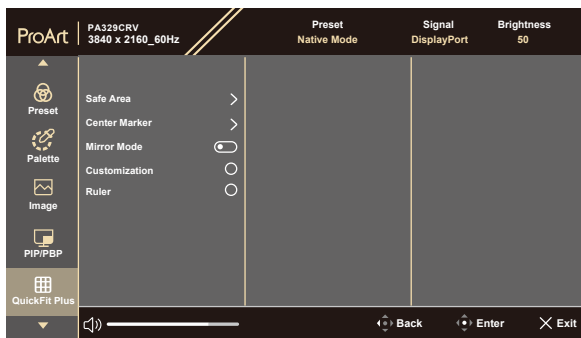 ProArt
PA329CRV
3840 x 2160_60Hz
Preset
Native Mode
Signal
DisplayPort
Brightness
50
Preset
Palette
Image
PIP/PBP
QuickFit Plus
Safe Area
Center Marker
Mirror Mode
Customization
Ruler
Back
Enter
Exit